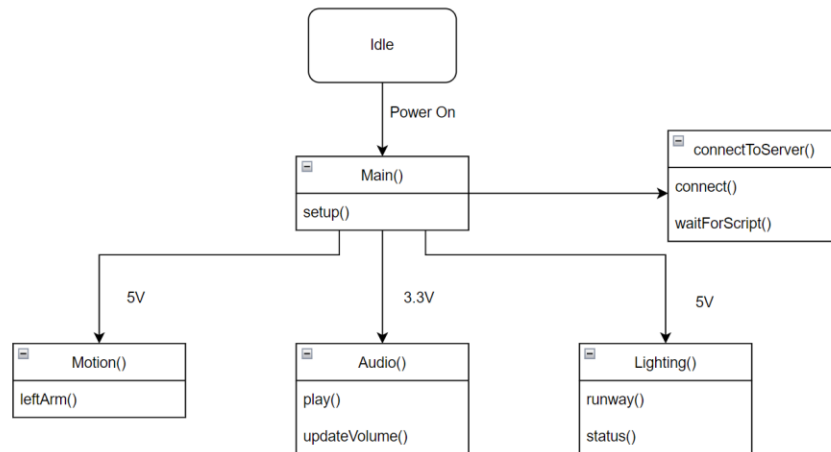 Idle
Power On
Main()
setup()
connectToServer()
connect()
waitForScript()
5V
3.3V
5V
Motion()
leftArm()
Audio()
play()
updateVolume()
Lighting()
runway()
status()